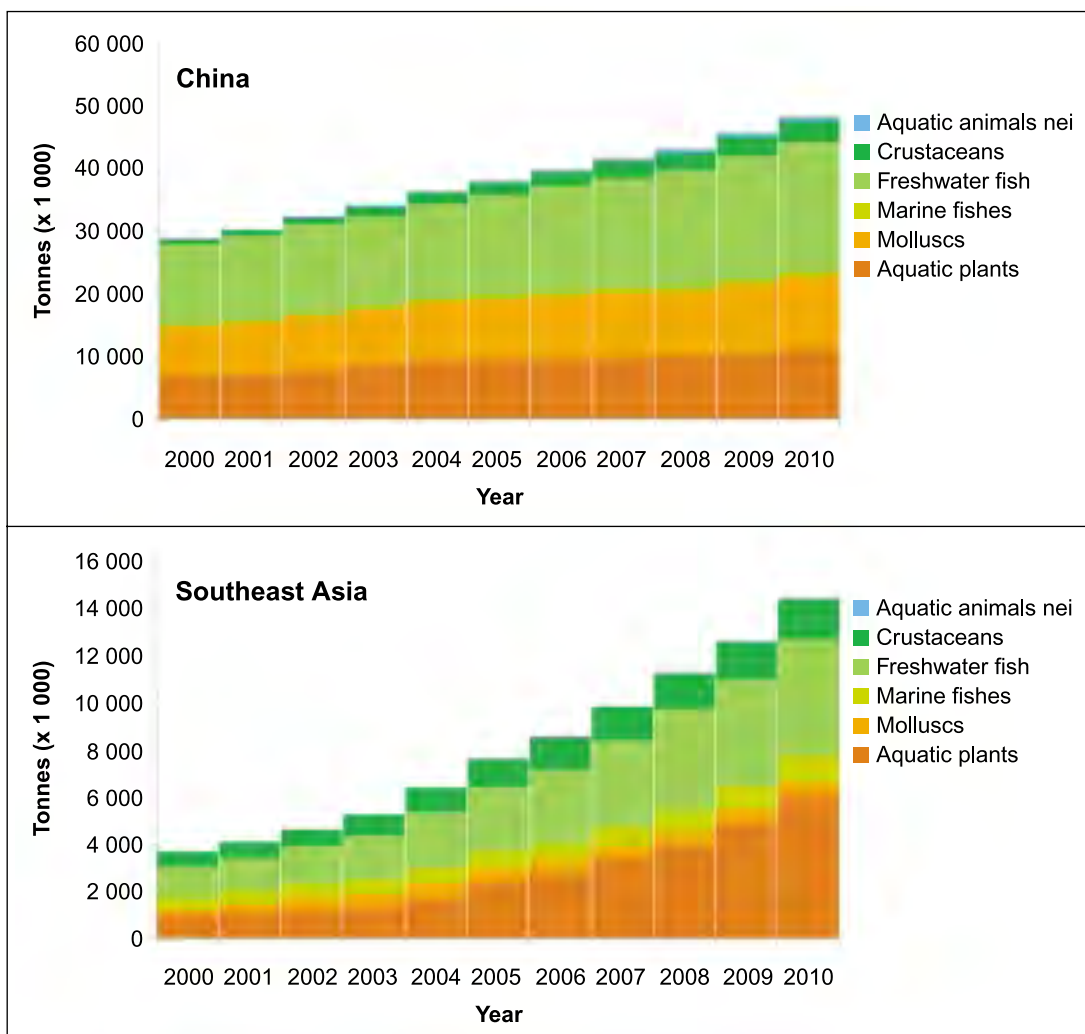 60 000
China
50 000
40 000
30 000
20 000
10 000
0
Tonnes (x 1 000)
Aquatic animals nei
Crustaceans
Freshwater fish
Marine fishes
Molluscs
Aquatic plants
2000 2001 2002 2003 2004 2005 2006 2007 2008 2009 2010
Year
16 000
Southeast Asia
14 000
12 000
10 000
8 000
6 000
4 000
2 000
0
Tonnes (x 1 000)
Aquatic animals nei
Crustaceans
Freshwater fish
Marine fishes
Molluscs
Aquatic plants
2000 2001 2002 2003 2004 2005 2006 2007 2008 2009 2010
Year